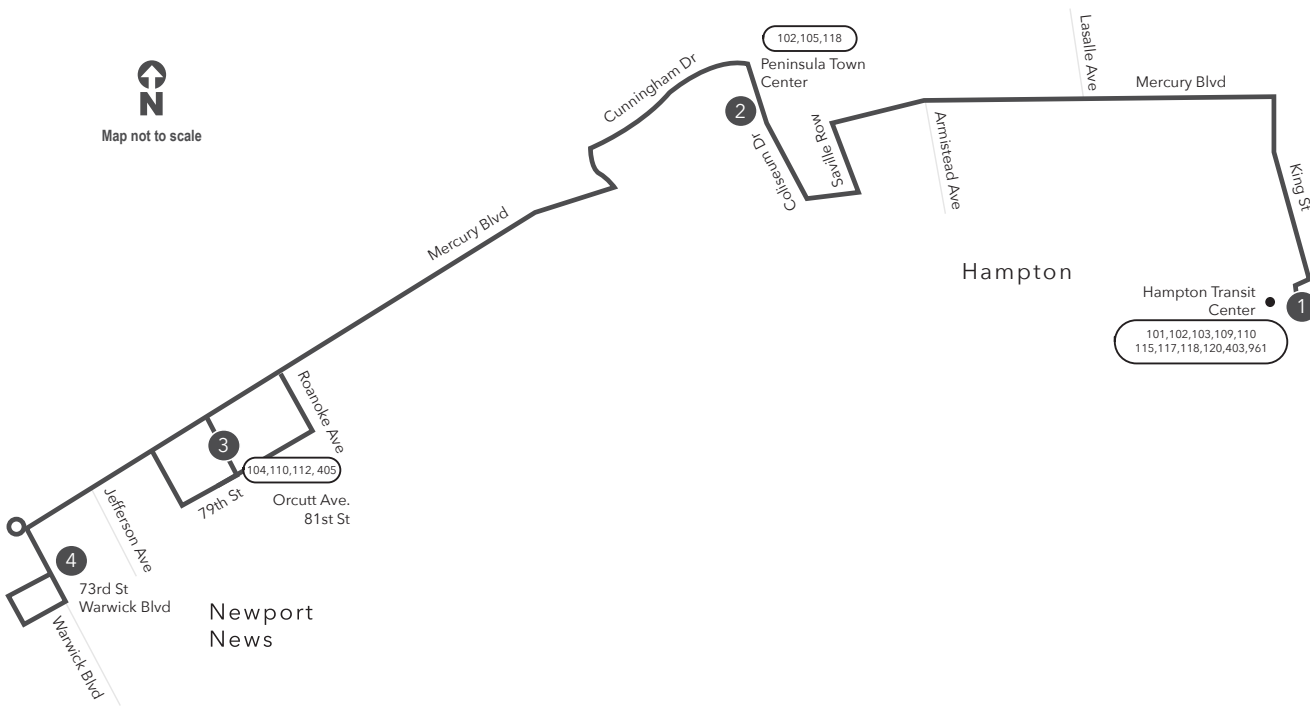 102,105,118
Peninsula Town
Center
Lasalle Ave
Mercury Blvd
Cunningham Dr
N
Map not to scale
2
Saville Row
Armistead Ave
Coliseum Dr
King St
Mercury Blvd
Hampton
Hampton Transit
Center
1
101,102,103,109,110
115,117,118,120,403,961
Roanoke Ave
3
104,110,112, 405
79th St
Orcutt Ave.
81st St
Jefferson Ave
4
73rd St
Warwick Blvd
Newport
News
Warwick Blvd